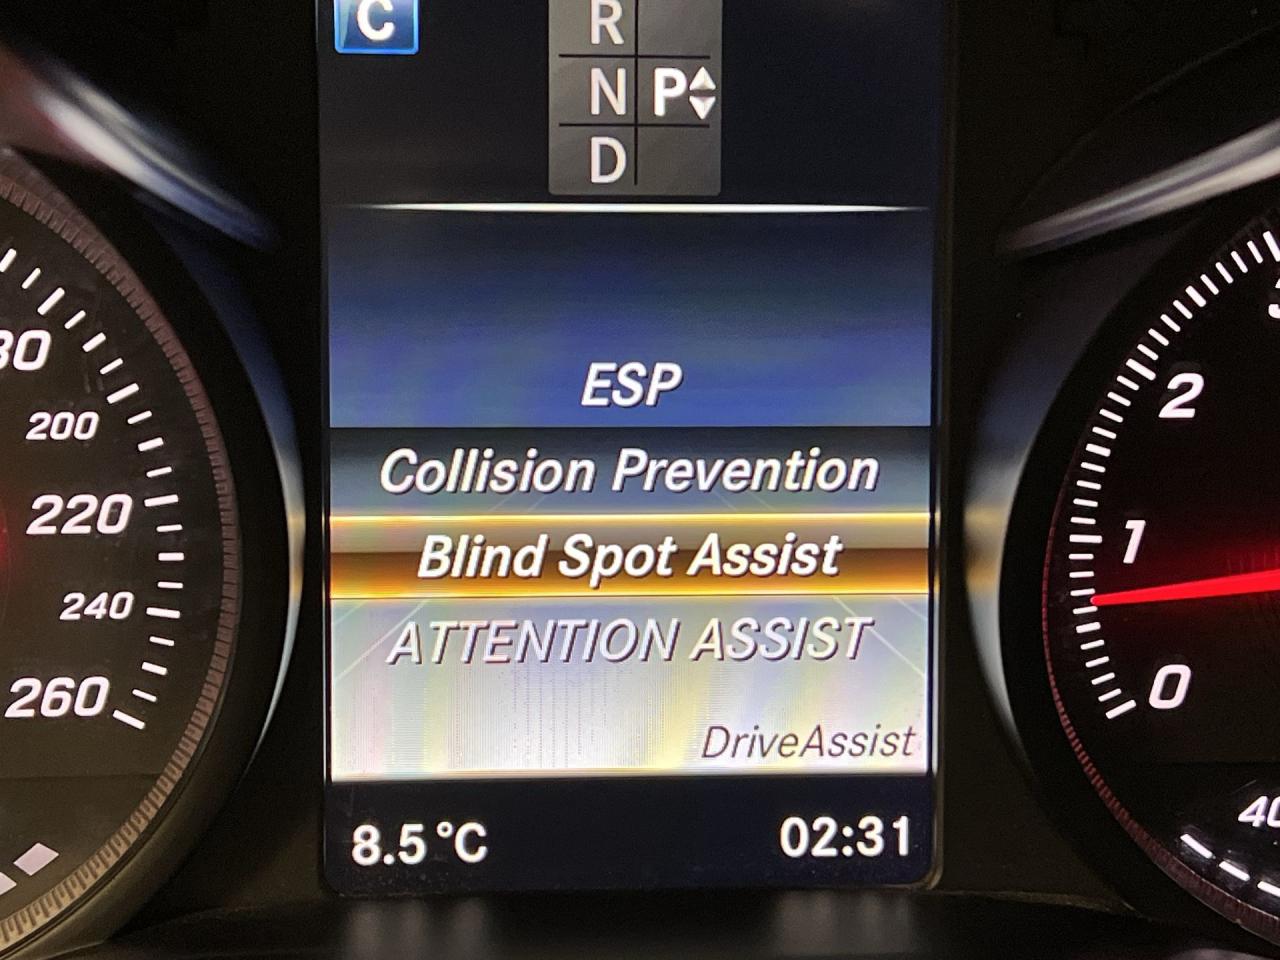 C
R
N P
D
ESP
Collision Prevention
Blind Spot Assist
ATTENTION ASSIST
DriveAssist
8.5 °C
02:31
200
220
240
260
2
1
0